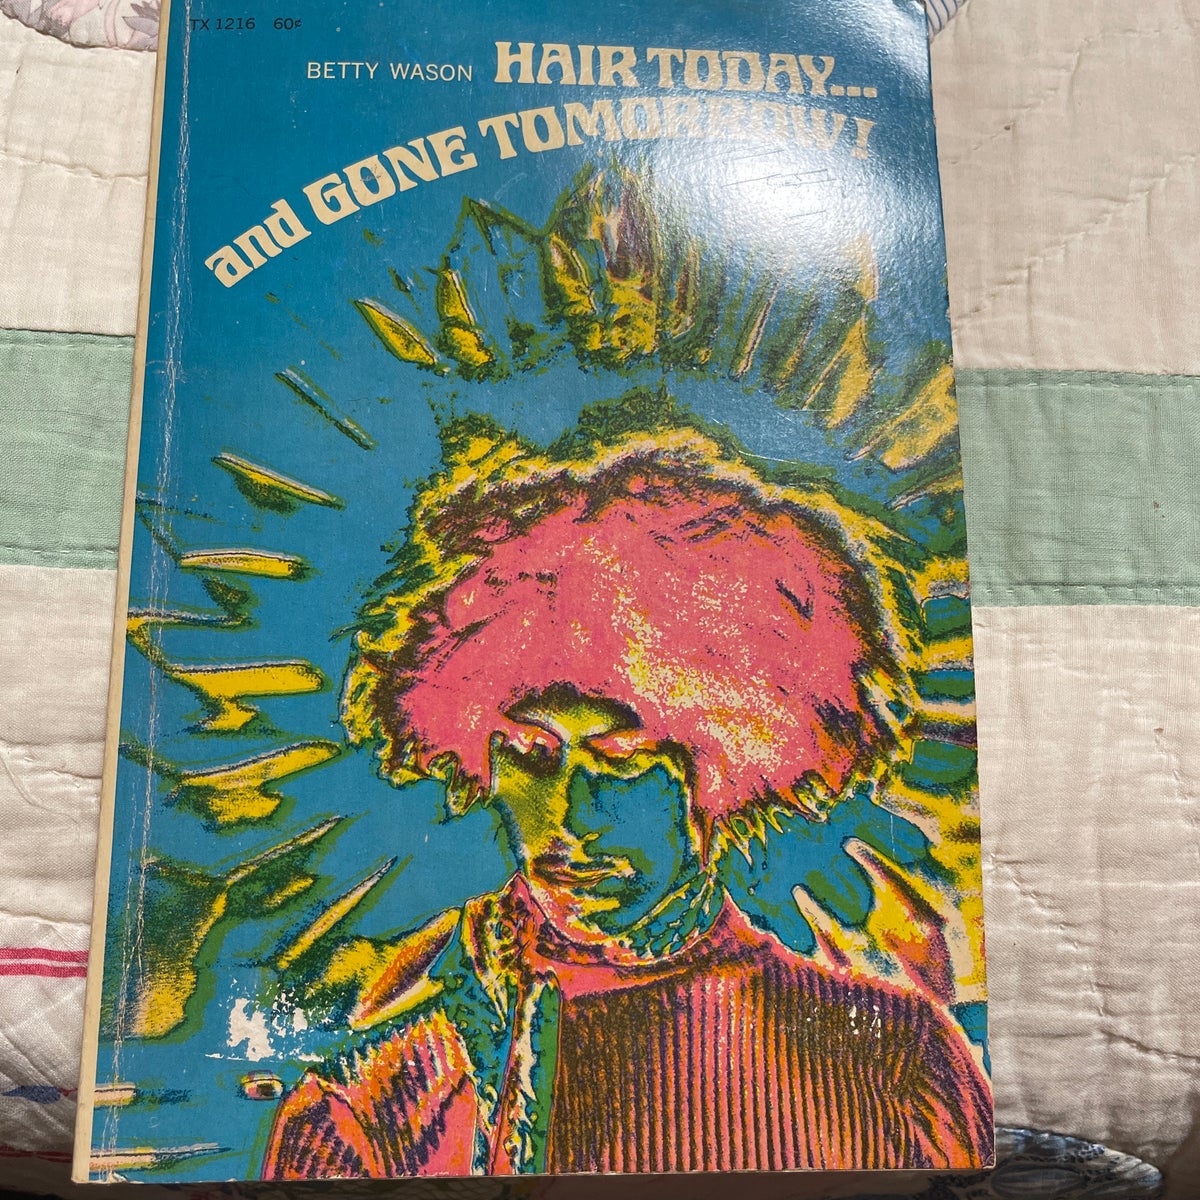 TX 1216 60¢
BETTY WASON HAIR TODAY...
and GONE TOMORROW!